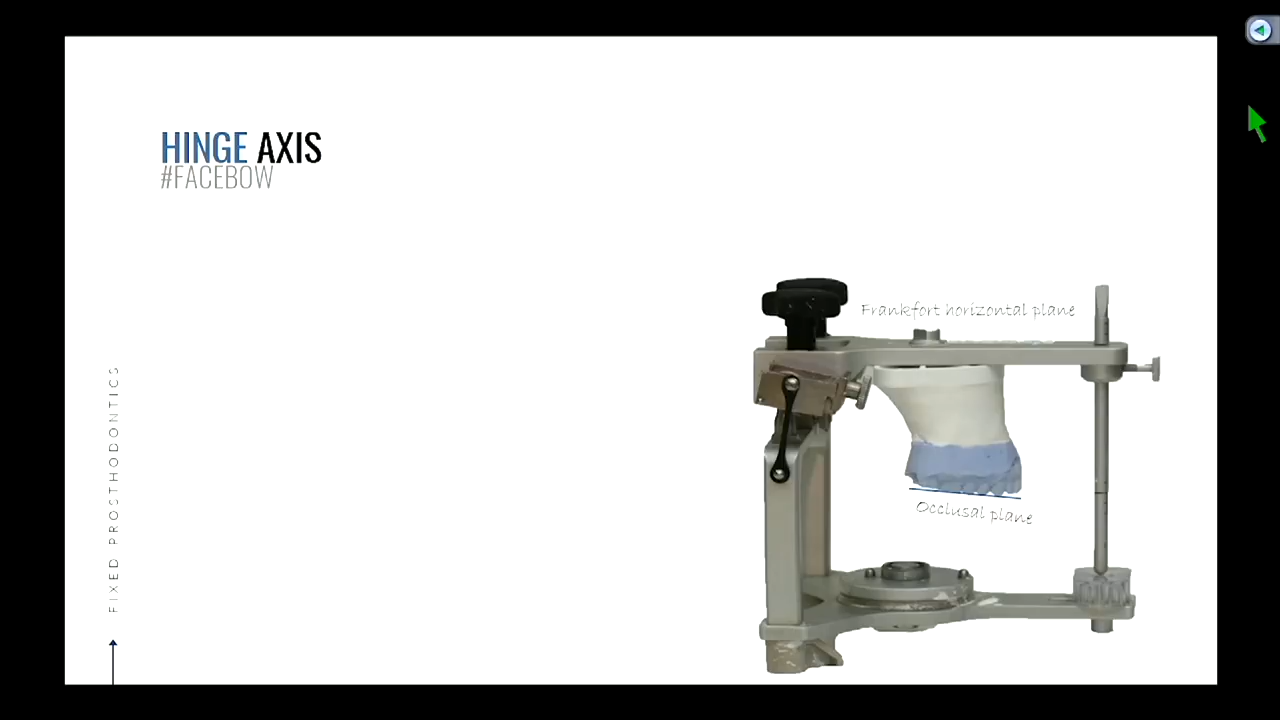 HINGE AXIS
#FACEBOW
Frankfort horizontal plane
Occlusal plane
FIXED PROSTHODONTICS